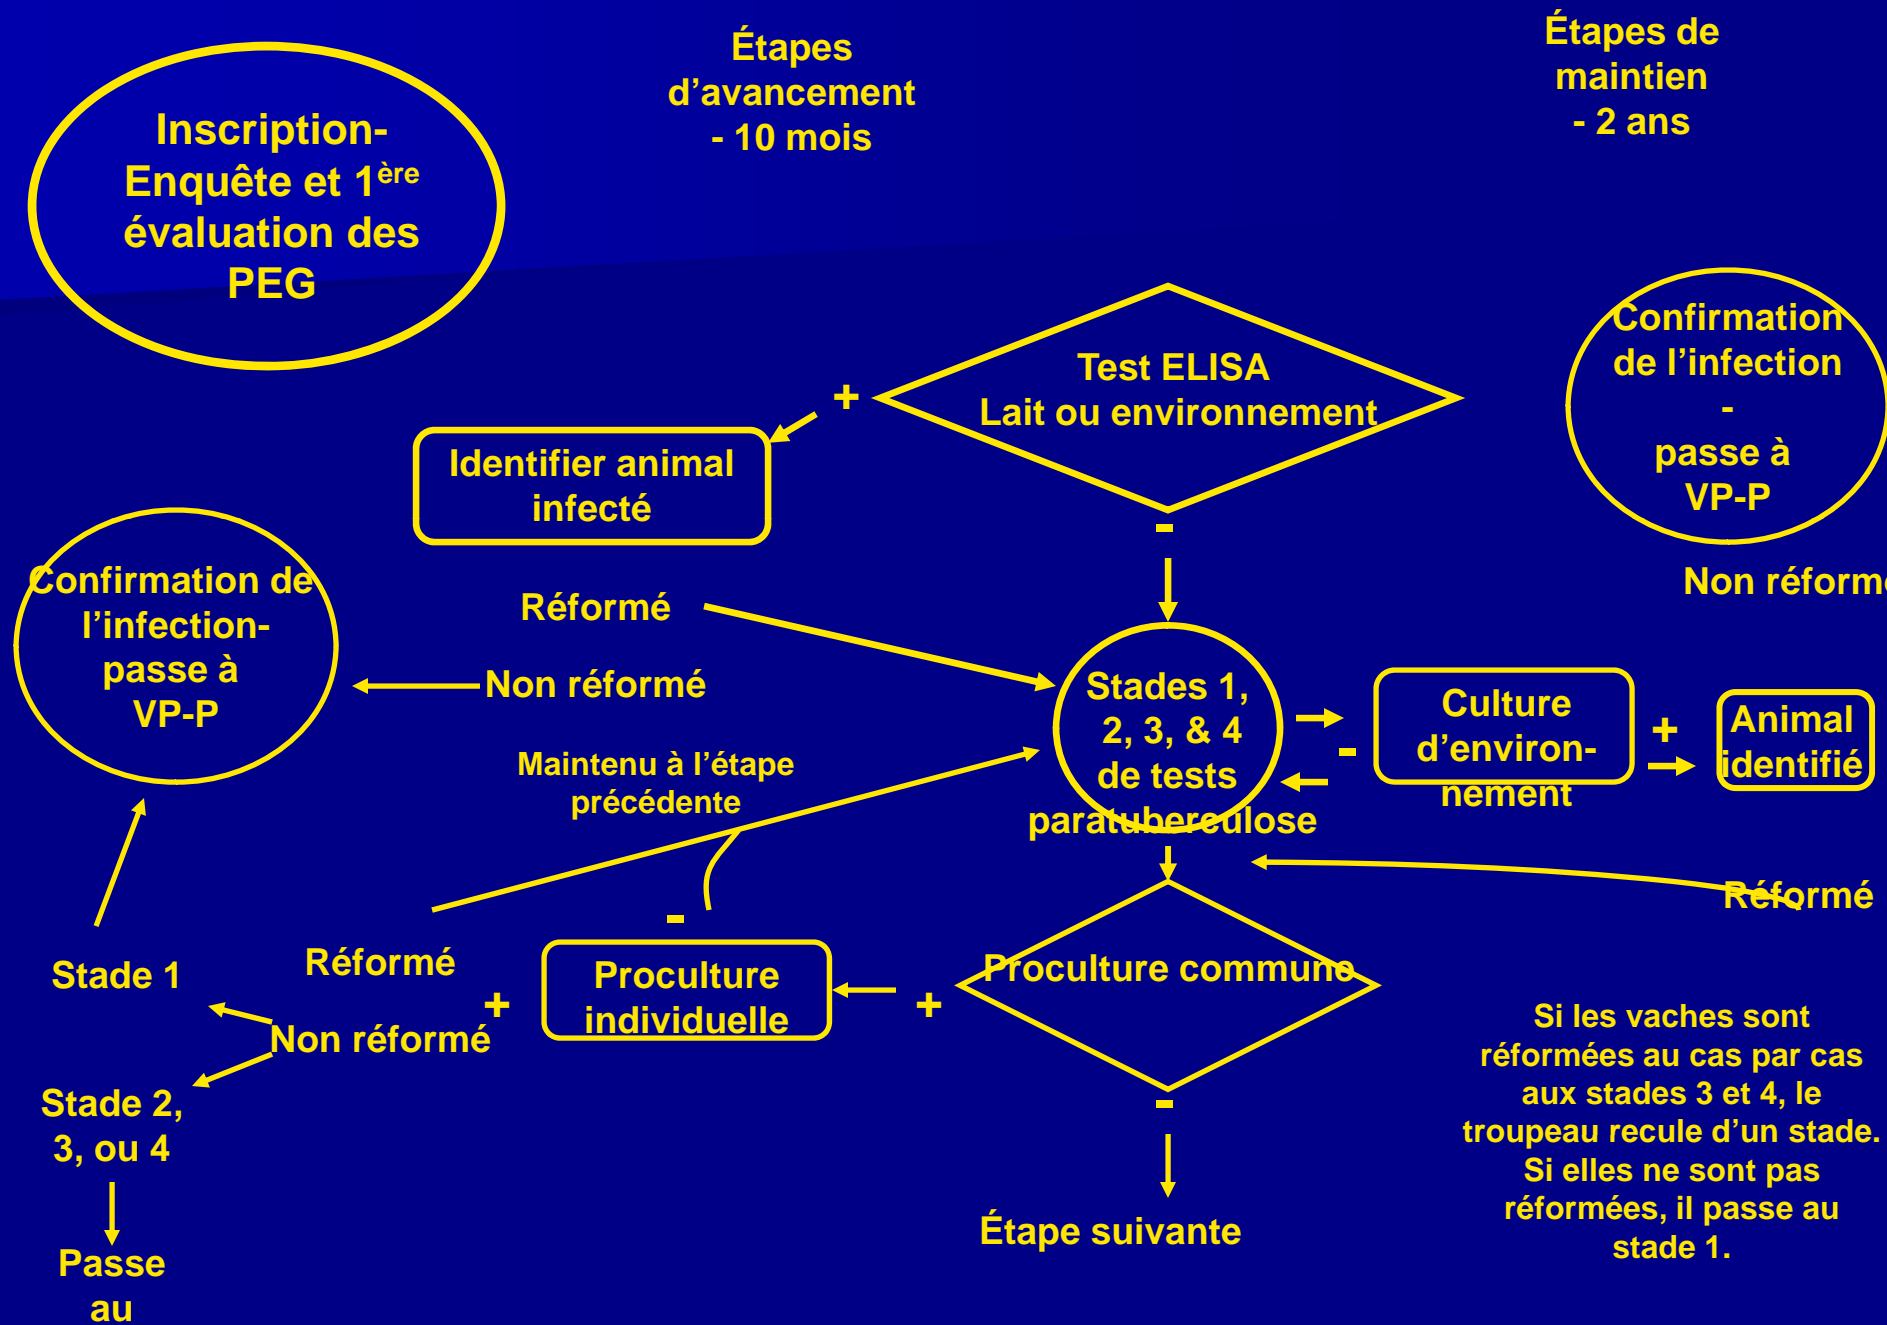 Étapes
d’avancement
- 10 mois
Étapes de
maintien
- 2 ans
Inscription-
Enquête et 1ère
évaluation des
PEG
Test ELISA
Lait ou environnement
+
-
Confirmation
de l’infection
-
passe à
VP-P
Identifier animal
infecté
Confirmation de
l’infection-
passe à
VP-P
Réformé
Non réformé
Non réformé
Maintenu à l’étape
précédente
Stades 1,
2, 3, & 4
de tests
paratuberculose
-
Culture
d’environ-
nement
+
Animal
identifié
Réformé
Stade 1
Réformé
Non réformé
+
-
Proculture
individuelle
+
Proculture commune
-
Stade 2,
3, ou 4
Passe
au
Étape suivante
Si les vaches sont
réformées au cas par cas
aux stades 3 et 4, le
troupeau recule d’un stade.
Si elles ne sont pas
réformées, il passe au
stade 1.